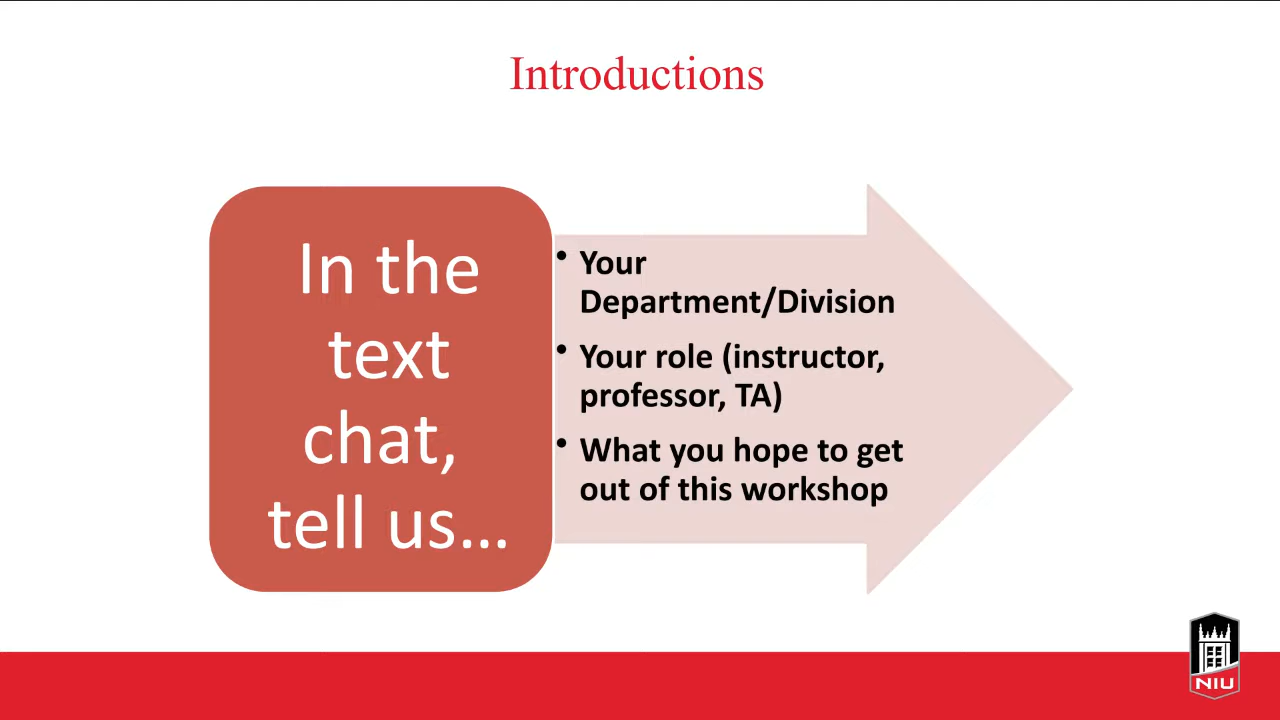 Introductions
In the
text
chat,
tell us...
• Your
Department/Division
• Your role (instructor,
professor, TA)
• What you hope to get
out of this workshop
NIU